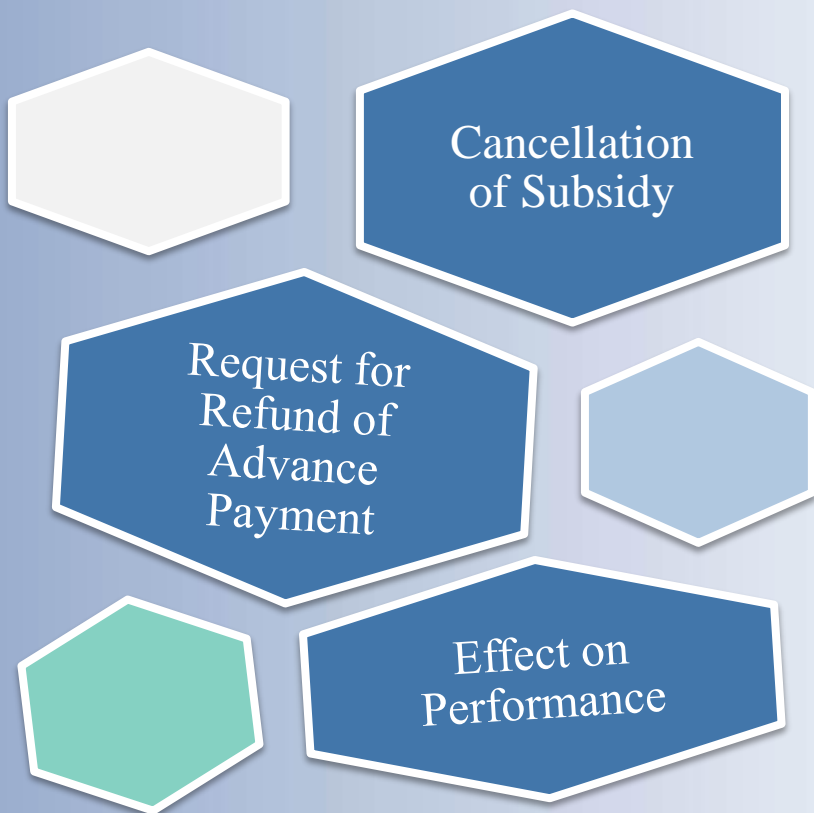 Cancellation
of Subsidy
Request for
Refund of
Advance
Payment
Effect on
Performance